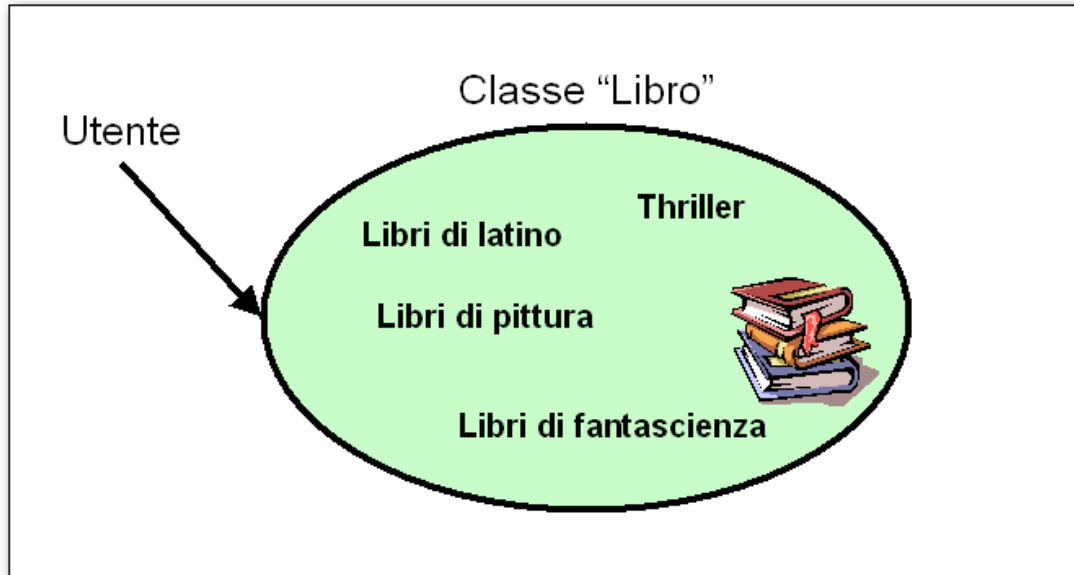 Classe “Libro”
Utente
Thriller
Libri di latino
Libri di pittura
Libri di fantascienza